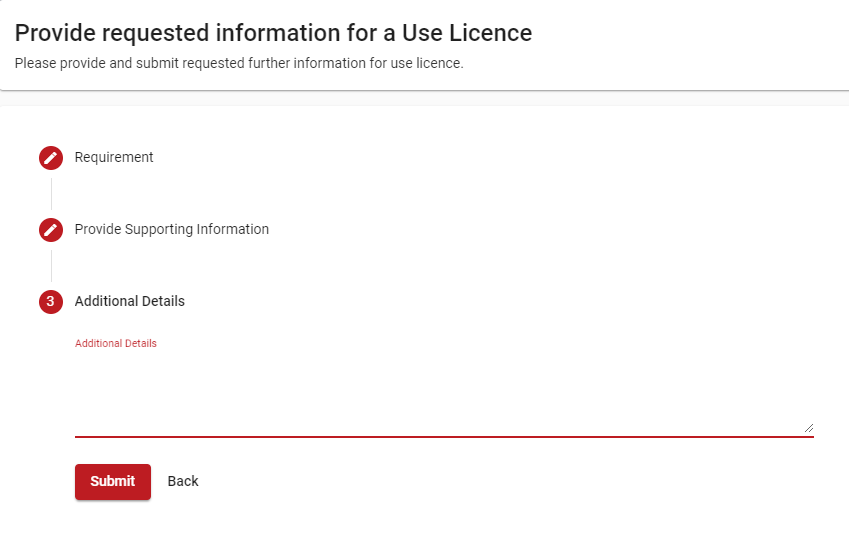 Provide requested information for a Use Licence
Please provide and submit requested further information for use licence.
Requirement
Provide Supporting Information
3 Additional Details
Additional Details
Submit Back